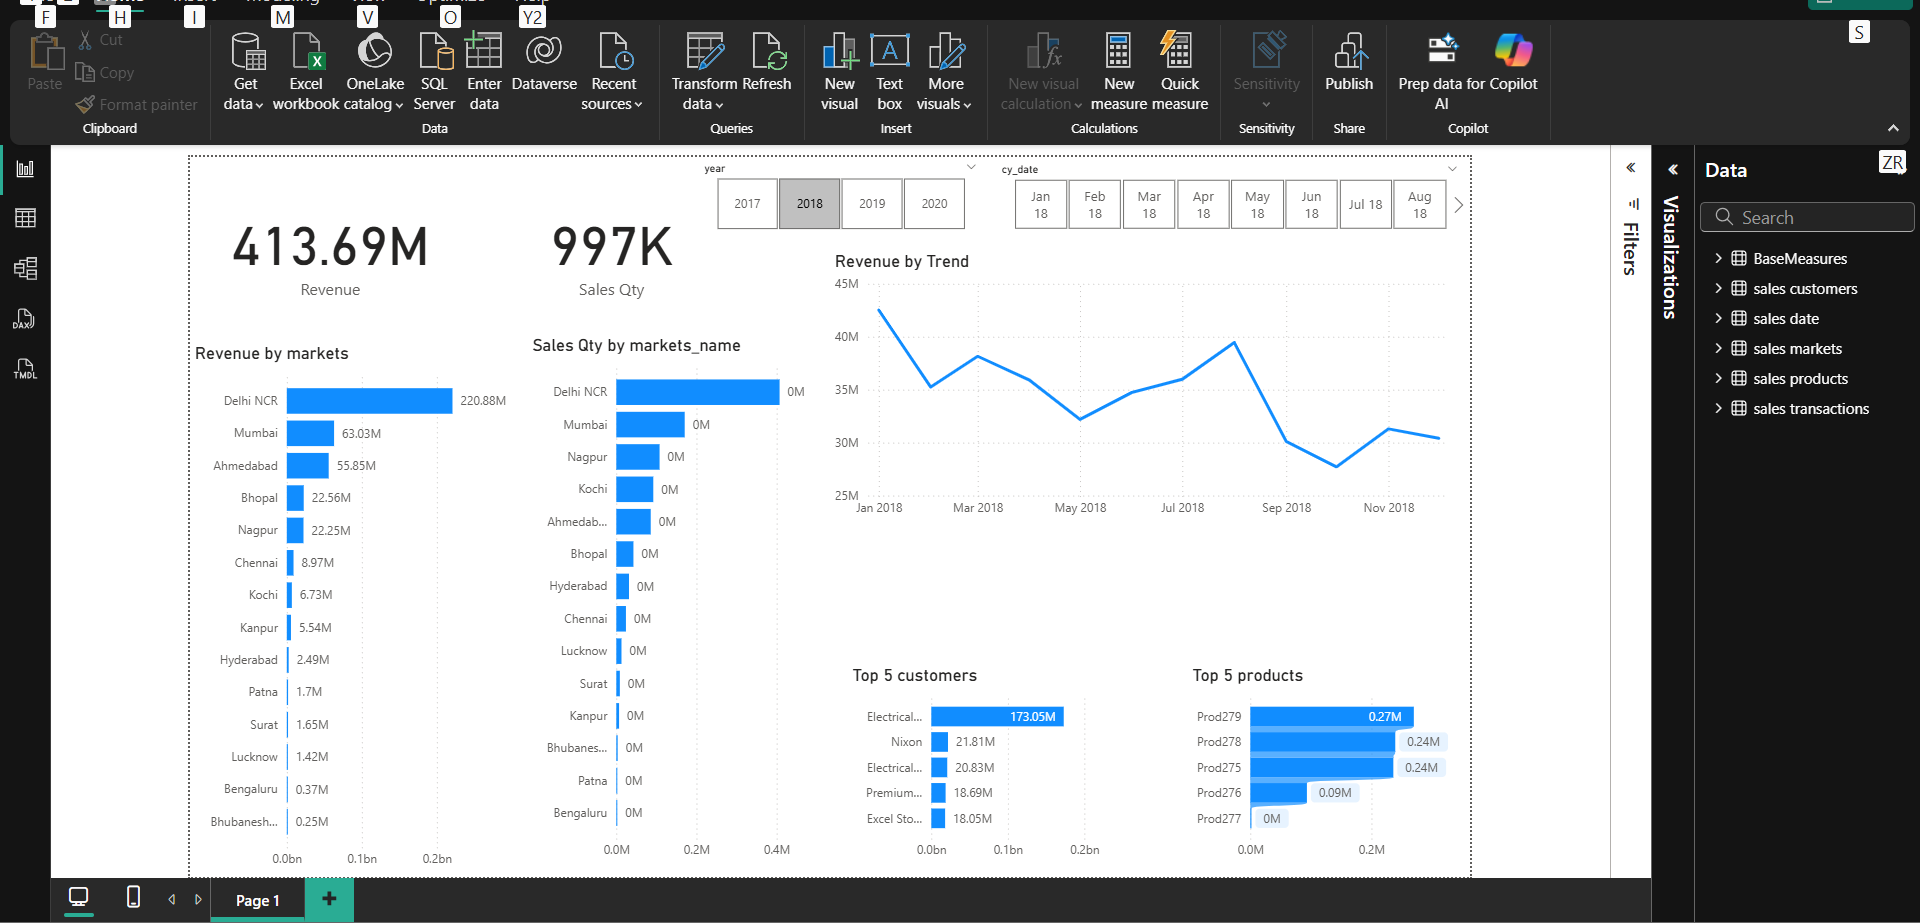 F
H
I
M
V
O
Y2
S
Paste
Cut
Copy
Format painter
Clipboard
Get
data
Excel
workbook
OneLake
catalog
SQL
Server
Enter
data
Dataverse
Recent
sources
Data
Transform
data
Refresh
Queries
New
visual
Text
box
More
visuals
Insert
New visual
calculation
New
measure
Quick
measure
Calculations
Sensitivity
Sensitivity
Publish
Share
Prep data for
AI
Copilot
Copilot
ZR
DAX
TMDL
year
2017
2018
2019
2020
cy_date
Jan
18
Feb
18
Mar
18
Apr
18
May
18
Jun
18
Jul 18
Aug
18
413.69M
Revenue
997K
Sales Qty
Revenue by markets
Delhi NCR 220.88M
Mumbai 63.03M
Ahmedabad 55.85M
Bhopal 22.56M
Nagpur 22.25M
Chennai 8.97M
Kochi 6.73M
Kanpur 5.54M
Hyderabad 2.49M
Patna 1.7M
Surat 1.65M
Lucknow 1.42M
Bengaluru 0.37M
Bhubanesh... 0.25M
0.0bn 0.1bn 0.2bn
Sales Qty by markets_name
Delhi NCR 0M
Mumbai 0M
Nagpur 0M
Kochi 0M
Ahmedab... 0M
Bhopal 0M
Hyderabad 0M
Chennai 0M
Lucknow 0M
Surat 0M
Kanpur 0M
Bhubanes... 0M
Patna 0M
Bengaluru 0M
0.0M 0.2M 0.4M
Revenue by Trend
45M
40M
35M
30M
25M
Jan 2018 Mar 2018 May 2018 Jul 2018 Sep 2018 Nov 2018
Top 5 customers
Electrical... 173.05M
Nixon 21.81M
Electrical... 20.83M
Premium... 18.69M
Excel Sto... 18.05M
0.0bn 0.1bn 0.2bn
Top 5 products
Prod279 0.27M
Prod278 0.24M
Prod275 0.24M
Prod276 0.09M
Prod277 0M
0.0M 0.2M
Filters
Visualizations
Data
Search
BaseMeasures
sales customers
sales date
sales markets
sales products
sales transactions
Page 1